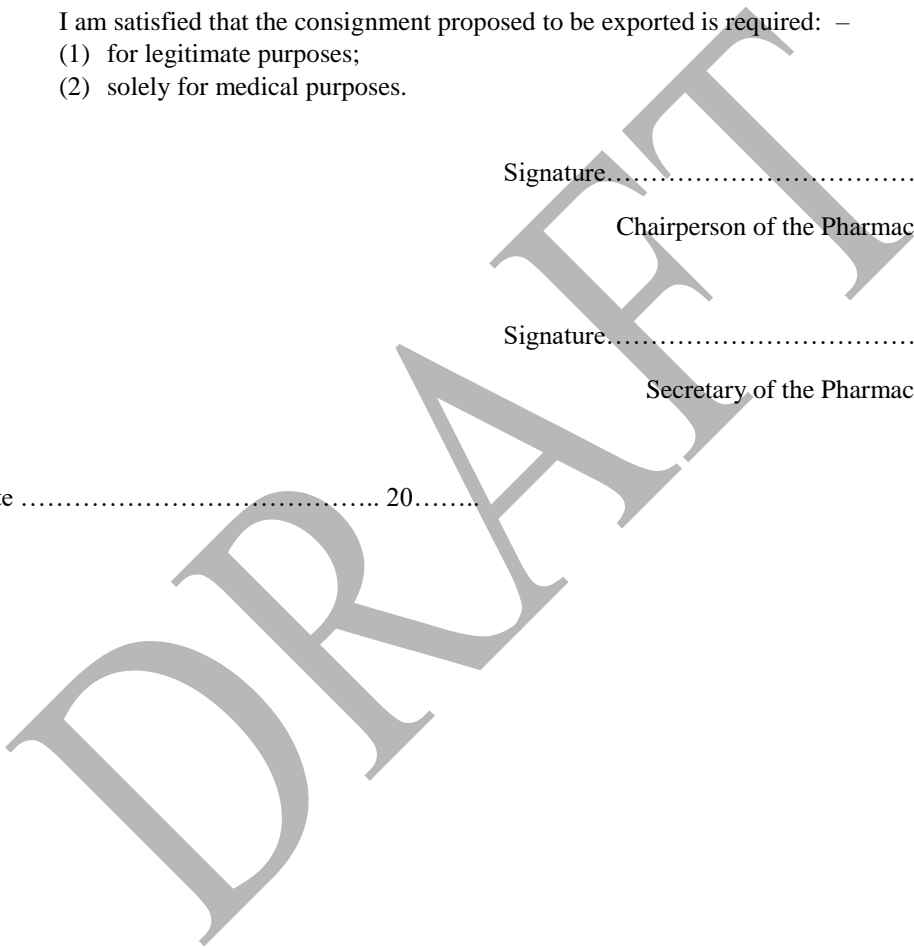 I am satisfied that the consignment proposed to be exported is required: –
(1) for legitimate purposes;
(2) solely for medical purposes.
Signature……………………………….
Chairperson of the Pharmac
Signature……………………………….
Secretary of the Pharmac
te ………………………………….. 20……..
DRAFT